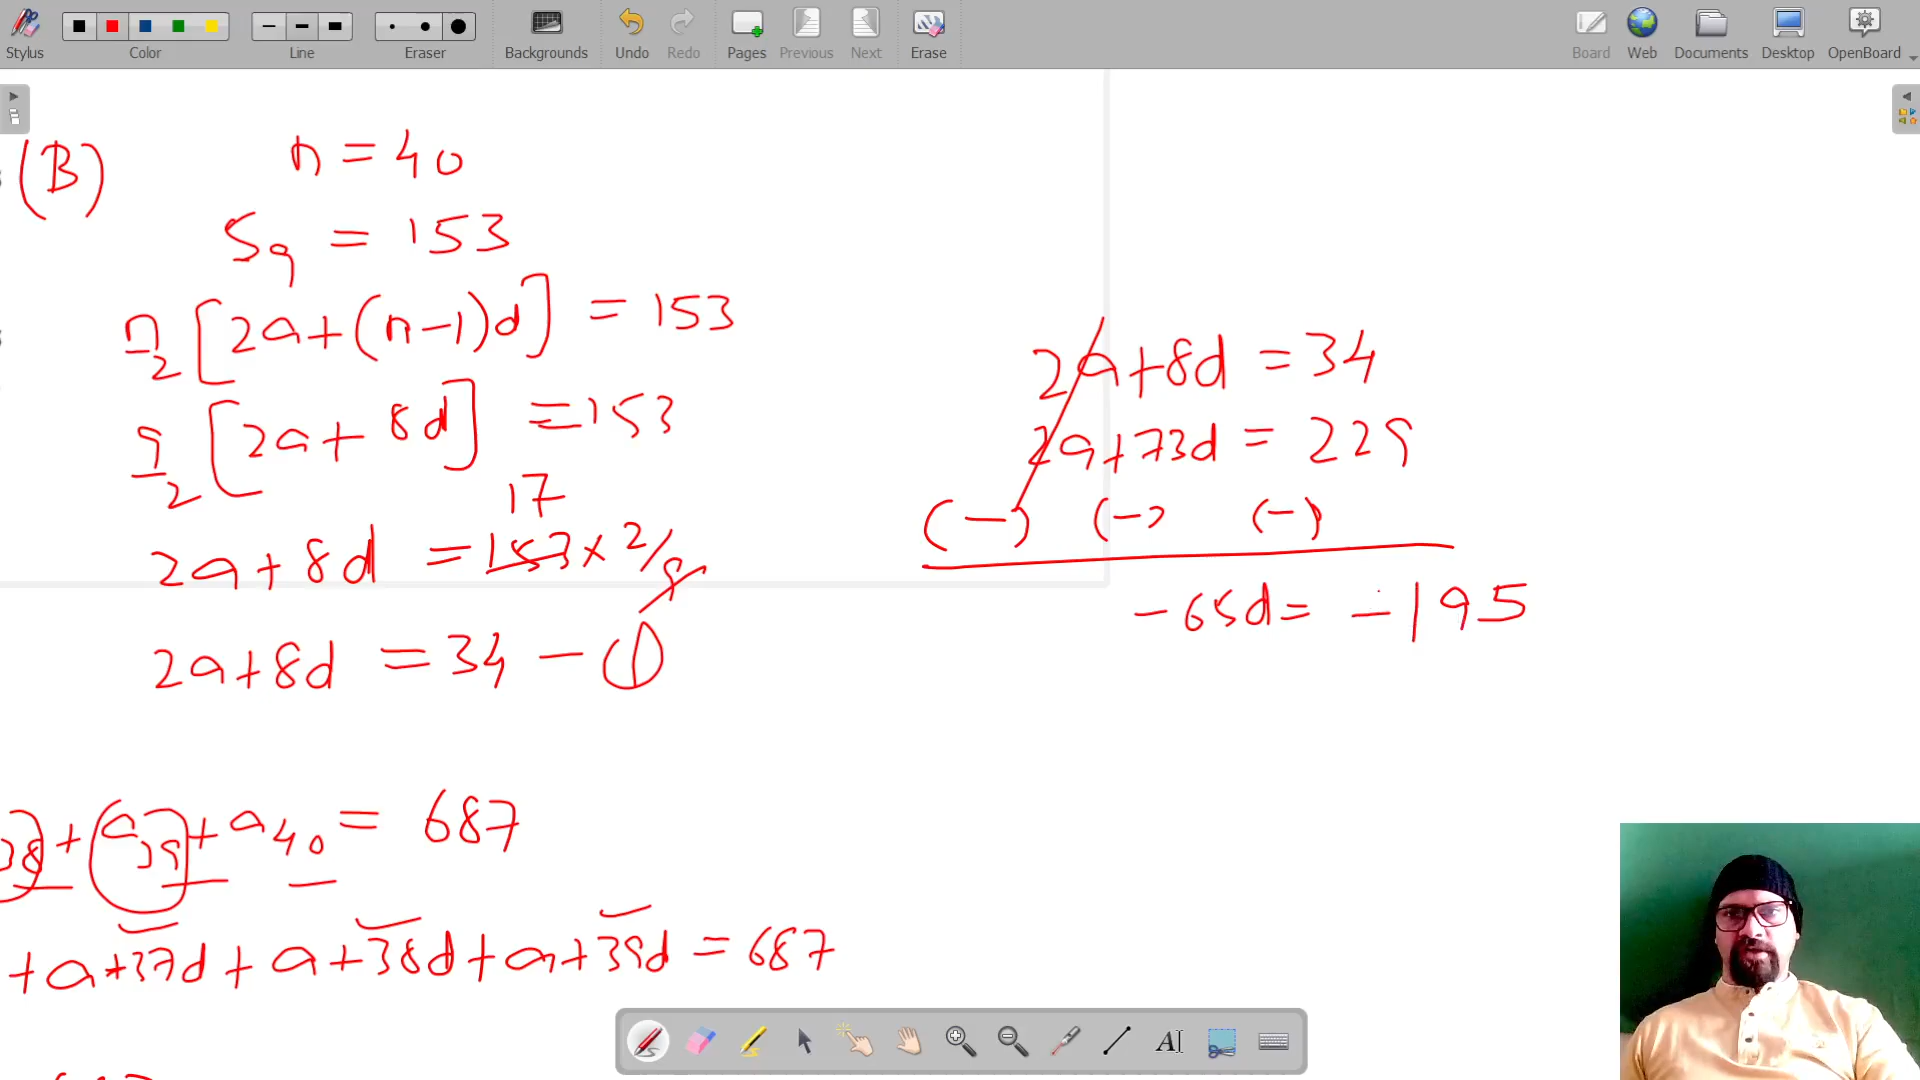 Stylus Color Line Eraser Backgrounds Undo Redo Pages Previous Next Erase Board Web Documents Desktop OpenBoard
(B) n = 40
S9 = 153
n/2 [2a+(n-1)d] = 153
9/2 [2a+ 8d] = 153
17
2a+8d = 153 × 2/9
2a+8d = 34 - ①
38 + a39 + a40 = 687
+ a+37d + a+38d + a+39d = 687
2a+8d = 34
2a+73d = 229
(-) (-) (-)
-65d = -195